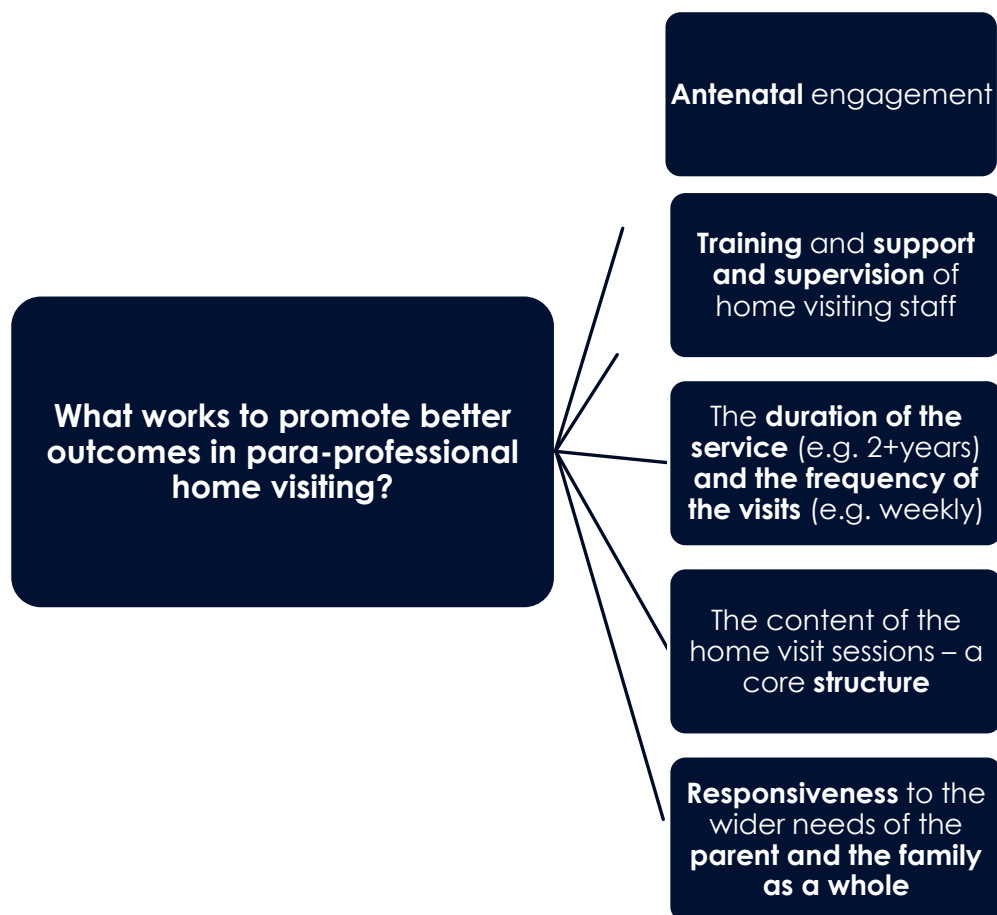 What works to promote better
outcomes in para-professional
home visiting?
Antenatal engagement
Training and support
and supervision of
home visiting staff
The duration of the
service (e.g. 2+years)
and the frequency of
the visits (e.g. weekly)
The content of the
home visit sessions – a
core structure
Responsiveness to the
wider needs of the
parent and the family
as a whole